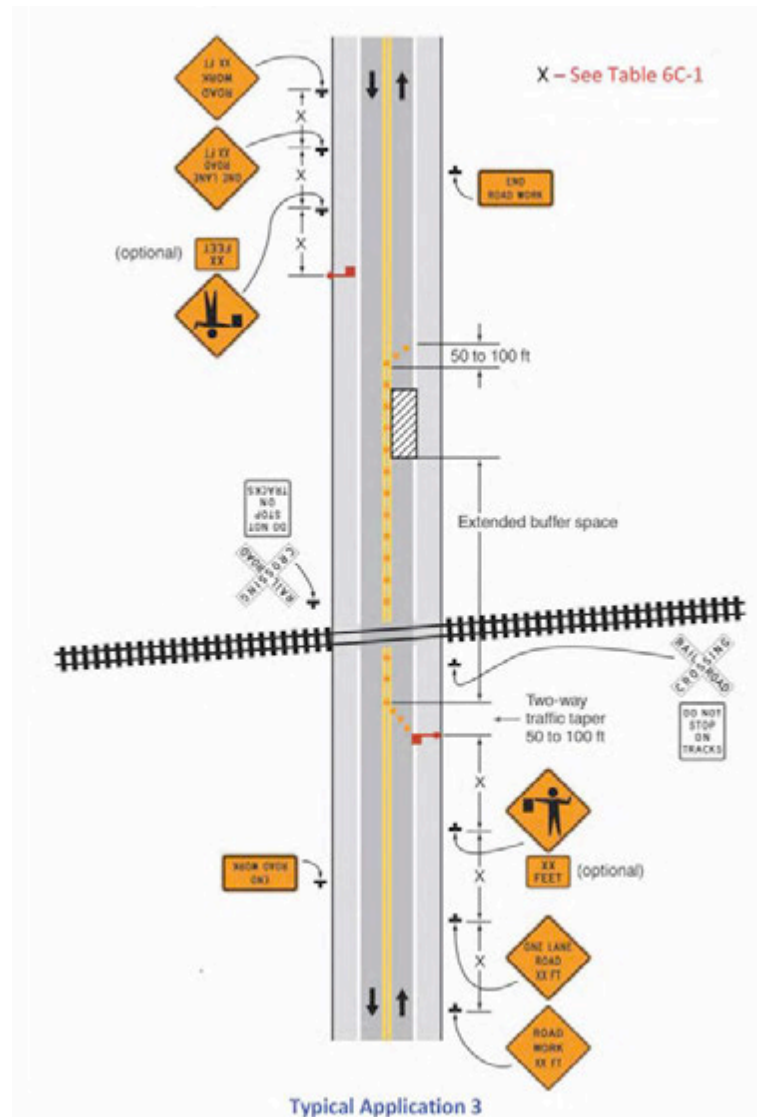 X – See Table 6C-1
ROAD
WORK
XX FT
X
ONE LANE
ROAD
XX FT
X
END
ROAD WORK
(optional)
XX
FEET
X
50 to 100 ft
DO NOT
STOP
ON
TRACKS
RAILROAD
CROSSING
Extended buffer space
RAILROAD
CROSSING
DO NOT
STOP
ON
TRACKS
Two-way
traffic taper
50 to 100 ft
X
XX
FEET
(optional)
X
END
ROAD WORK
ONE LANE
ROAD
XX FT
X
ROAD
WORK
XX FT
Typical Application 3